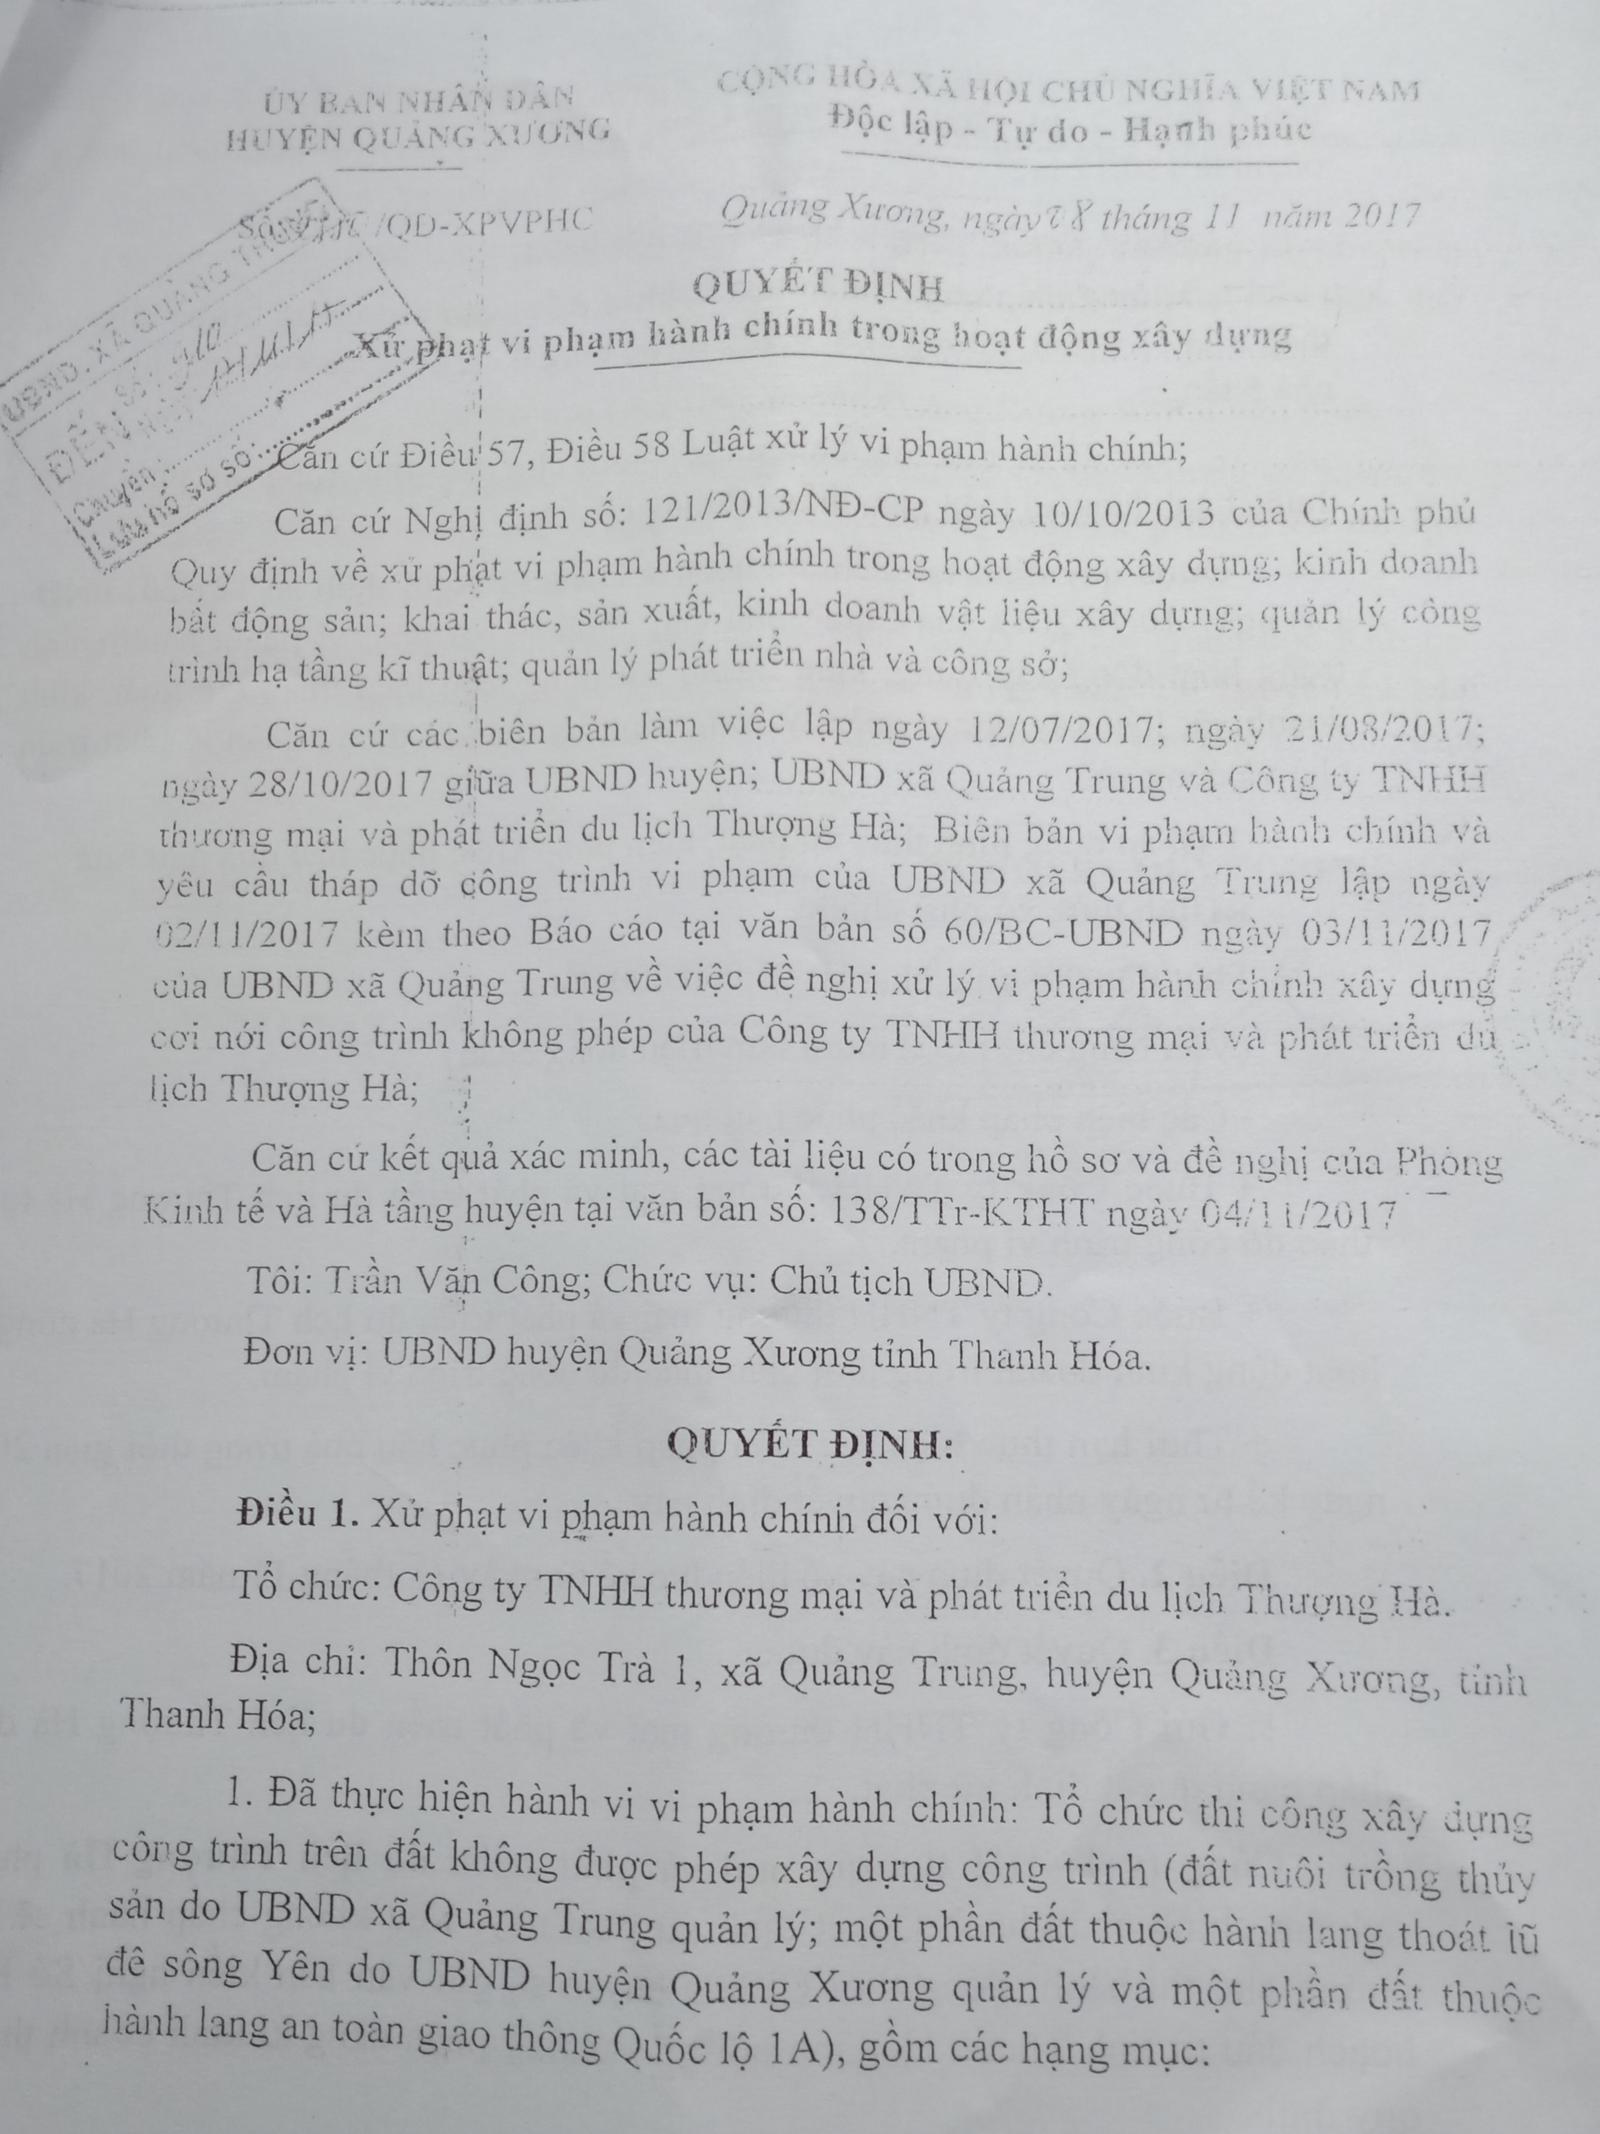 ỦY BAN NHÂN DÂN
HUYỆN QUẢNG XƯƠNG
CỘNG HÒA XÃ HỘI CHỦ NGHĨA VIỆT NAM
Độc lập - Tự do - Hạnh phúc
Số: /QĐ-XPVPHC
Quảng Xương, ngày 28 tháng 11 năm 2017
UBND. XÃ QUẢNG
ĐẾN Số:
Chuyển:
Lưu hồ sơ số:
QUYẾT ĐỊNH
Xử phạt vi phạm hành chính trong hoạt động xây dựng
Căn cứ Điều 57, Điều 58 Luật xử lý vi phạm hành chính;
Căn cứ Nghị định số: 121/2013/NĐ-CP ngày 10/10/2013 của Chính phủ
Quy định về xử phạt vi phạm hành chính trong hoạt động xây dựng; kinh doanh
bất động sản; khai thác, sản xuất, kinh doanh vật liệu xây dựng; quản lý công
trình hạ tầng kĩ thuật; quản lý phát triển nhà và công sở;
Căn cứ các biên bản làm việc lập ngày 12/07/2017; ngày 21/08/2017;
ngày 28/10/2017 giữa UBND huyện; UBND xã Quảng Trung và Công ty TNHH
thương mại và phát triển du lịch Thượng Hà; Biên bản vi phạm hành chính và
yêu cầu tháp dỡ công trình vi phạm của UBND xã Quảng Trung lập ngày
02/11/2017 kèm theo Báo cáo tại văn bản số 60/BC-UBND ngày 03/11/2017
của UBND xã Quảng Trung về việc đề nghị xử lý vi phạm hành chính xây dựng
cơi nới công trình không phép của Công ty TNHH thương mại và phát triển du
lịch Thượng Hà;
Căn cứ kết quả xác minh, các tài liệu có trong hồ sơ và đề nghị của Phòng
Kinh tế và Hà tầng huyện tại văn bản số: 138/TTr-KTHT ngày 04/11/2017
Tôi: Trần Văn Công; Chức vụ: Chủ tịch UBND.
Đơn vị: UBND huyện Quảng Xương tỉnh Thanh Hóa.
QUYẾT ĐỊNH:
Điều 1. Xử phạt vi phạm hành chính đối với:
Tổ chức: Công ty TNHH thương mại và phát triển du lịch Thượng Hà.
Địa chỉ: Thôn Ngọc Trà 1, xã Quảng Trung, huyện Quảng Xương, tỉnh
Thanh Hóa;
1. Đã thực hiện hành vi vi phạm hành chính: Tổ chức thi công xây dựng
công trình trên đất không được phép xây dựng công trình (đất nuôi trồng thủy
sản do UBND xã Quảng Trung quản lý; một phần đất thuộc hành lang thoát lũ
đê sông Yên do UBND huyện Quảng Xương quản lý và một phần đất thuộc
hành lang an toàn giao thông Quốc lộ 1A), gồm các hạng mục: